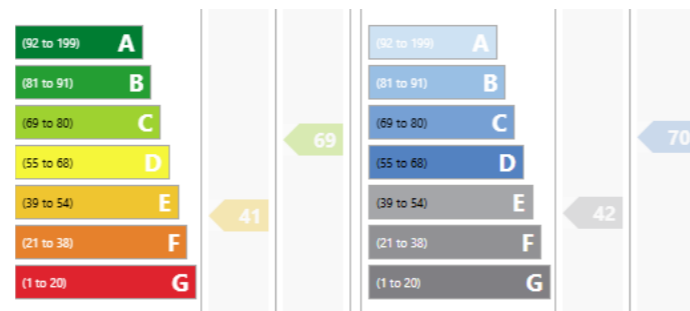 (92 to 199) A
(81 to 91) B
(69 to 80) C
69
(55 to 68) D
(39 to 54) E
41
(21 to 38) F
(1 to 20) G
(92 to 199) A
(81 to 91) B
(69 to 80) C
70
(55 to 68) D
(39 to 54) E
42
(21 to 38) F
(1 to 20) G